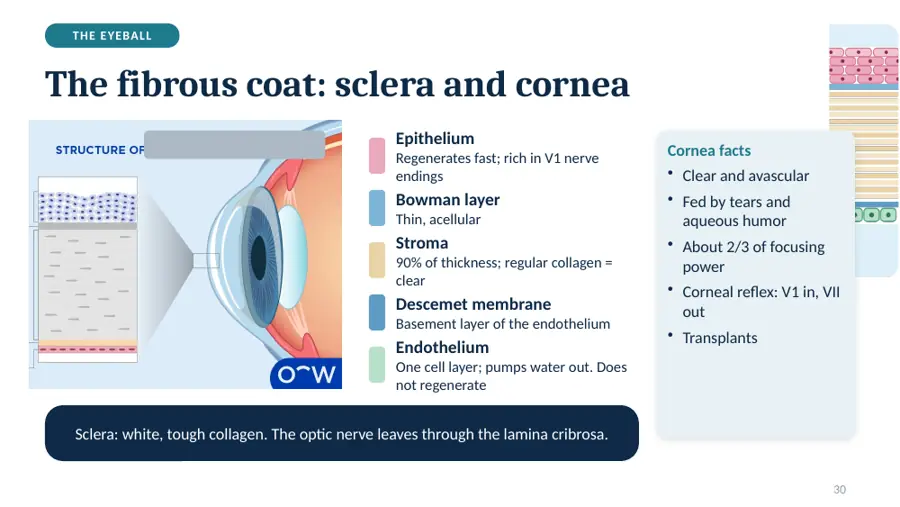 THE EYEBALL
The fibrous coat: sclera and cornea
STRUCTURE OF
Epithelium
Regenerates fast; rich in V1 nerve
endings
Bowman layer
Thin, acellular
Stroma
90% of thickness; regular collagen =
clear
Descemet membrane
Basement layer of the endothelium
Endothelium
One cell layer; pumps water out. Does
not regenerate
Cornea facts
• Clear and avascular
• Fed by tears and
aqueous humor
• About 2/3 of focusing
power
• Corneal reflex: V1 in, VII
out
• Transplants
Sclera: white, tough collagen. The optic nerve leaves through the lamina cribrosa.
30